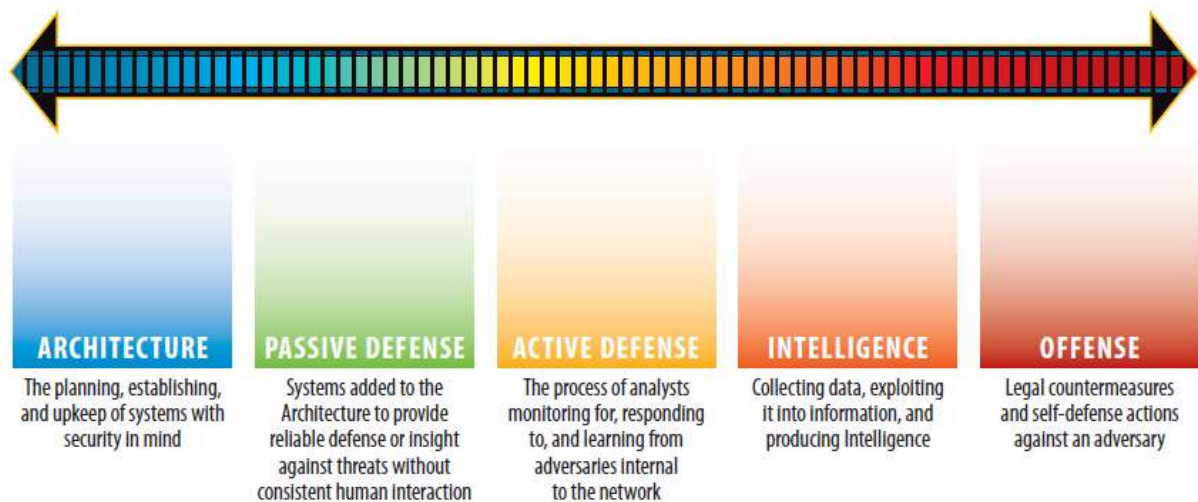 ARCHITECTURE
The planning, establishing,
and upkeep of systems with
security in mind
PASSIVE DEFENSE
Systems added to the
Architecture to provide
reliable defense or insight
against threats without
consistent human interaction
ACTIVE DEFENSE
The process of analysts
monitoring for, responding
to, and learning from
adversaries internal
to the network
INTELLIGENCE
Collecting data, exploiting
it into information, and
producing Intelligence
OFFENSE
Legal countermeasures
and self-defense actions
against an adversary